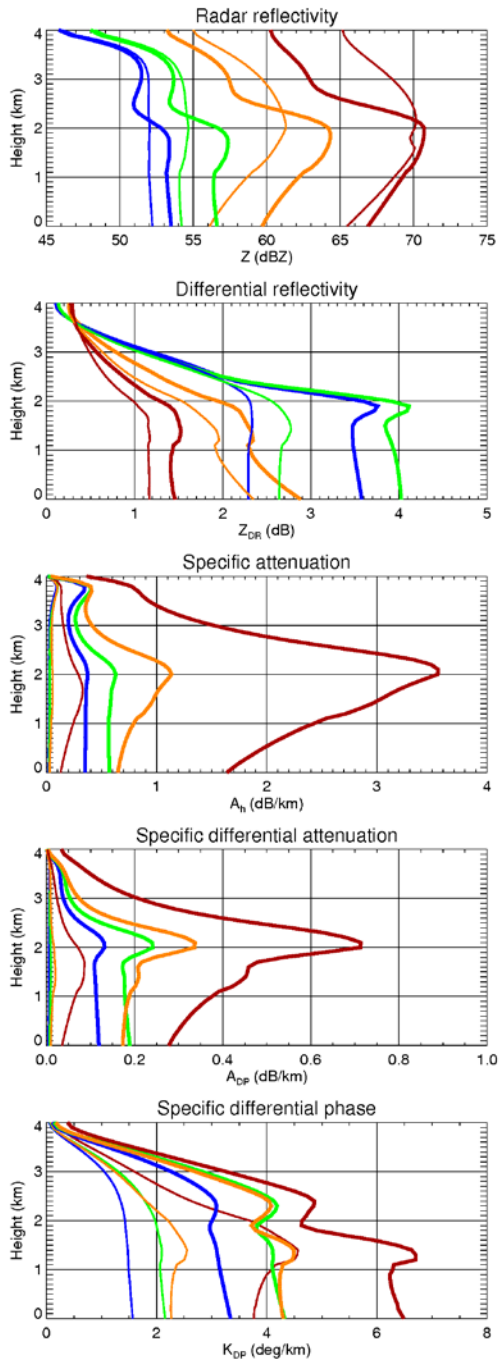 Radar reflectivity
4
3
2
1
0
Height (km)
45 50 55 60 65 70 75
Z (dBZ)
Differential reflectivity
4
3
2
1
0
Height (km)
0 1 2 3 4 5
Z_DR (dB)
Specific attenuation
4
3
2
1
0
Height (km)
0 1 2 3 4
A_h (dB/km)
Specific differential attenuation
4
3
2
1
0
Height (km)
0.0 0.2 0.4 0.6 0.8 1.0
A_DP (dB/km)
Specific differential phase
4
3
2
1
0
Height (km)
0 2 4 6 8
K_DP (deg/km)